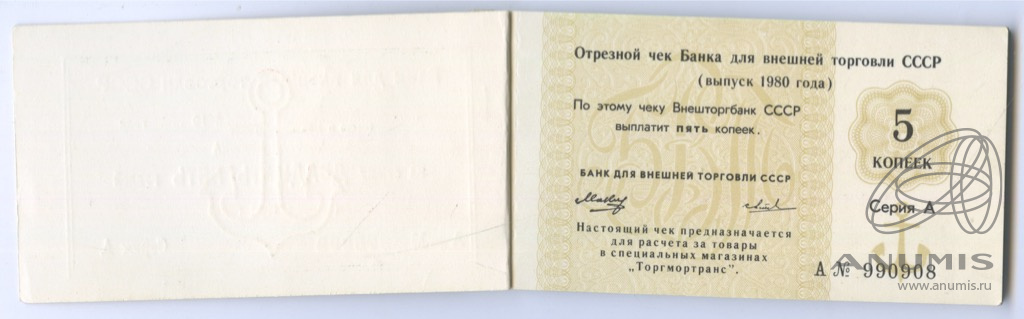 Отрезной чек Банка для внешней торговли СССР
(выпуск 1980 года)
По этому чеку Внешторгбанк СССР
выплатит пять копеек.
5
КОПЕЕК
БАНК ДЛЯ ВНЕШНЕЙ ТОРГОВЛИ СССР
Серия А
Настоящий чек предназначается
для расчета за товары
в специальных магазинах
"Торгмортранс".
А № 990908
ANUMIS
www.anumis.ru